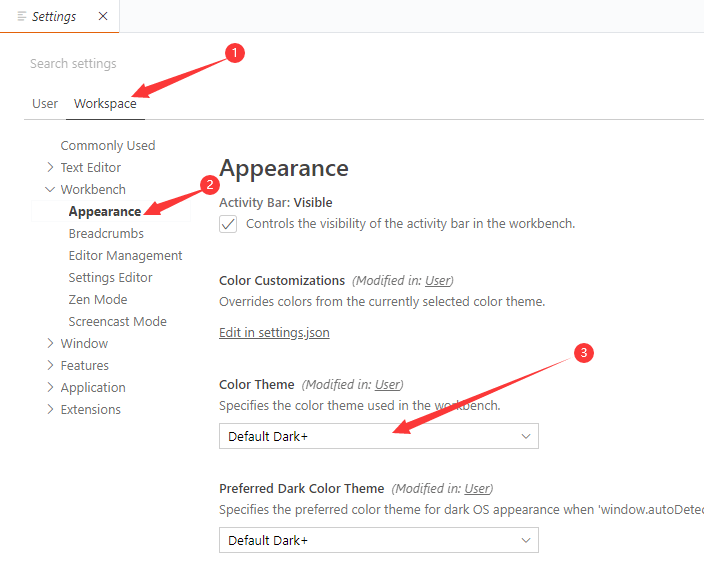 Settings
Search settings
1
User Workspace
Commonly Used
Text Editor
Workbench
2
Appearance
Breadcrumbs
Editor Management
Settings Editor
Zen Mode
Screencast Mode
Window
Features
Application
Extensions
Appearance
Activity Bar: Visible
Controls the visibility of the activity bar in the workbench.
Color Customizations (Modified in: User)
Overrides colors from the currently selected color theme.
Edit in settings.json
3
Color Theme (Modified in: User)
Specifies the color theme used in the workbench.
Default Dark+
Preferred Dark Color Theme (Modified in: User)
Specifies the preferred color theme for dark OS appearance when 'window.autoDetec
Default Dark+